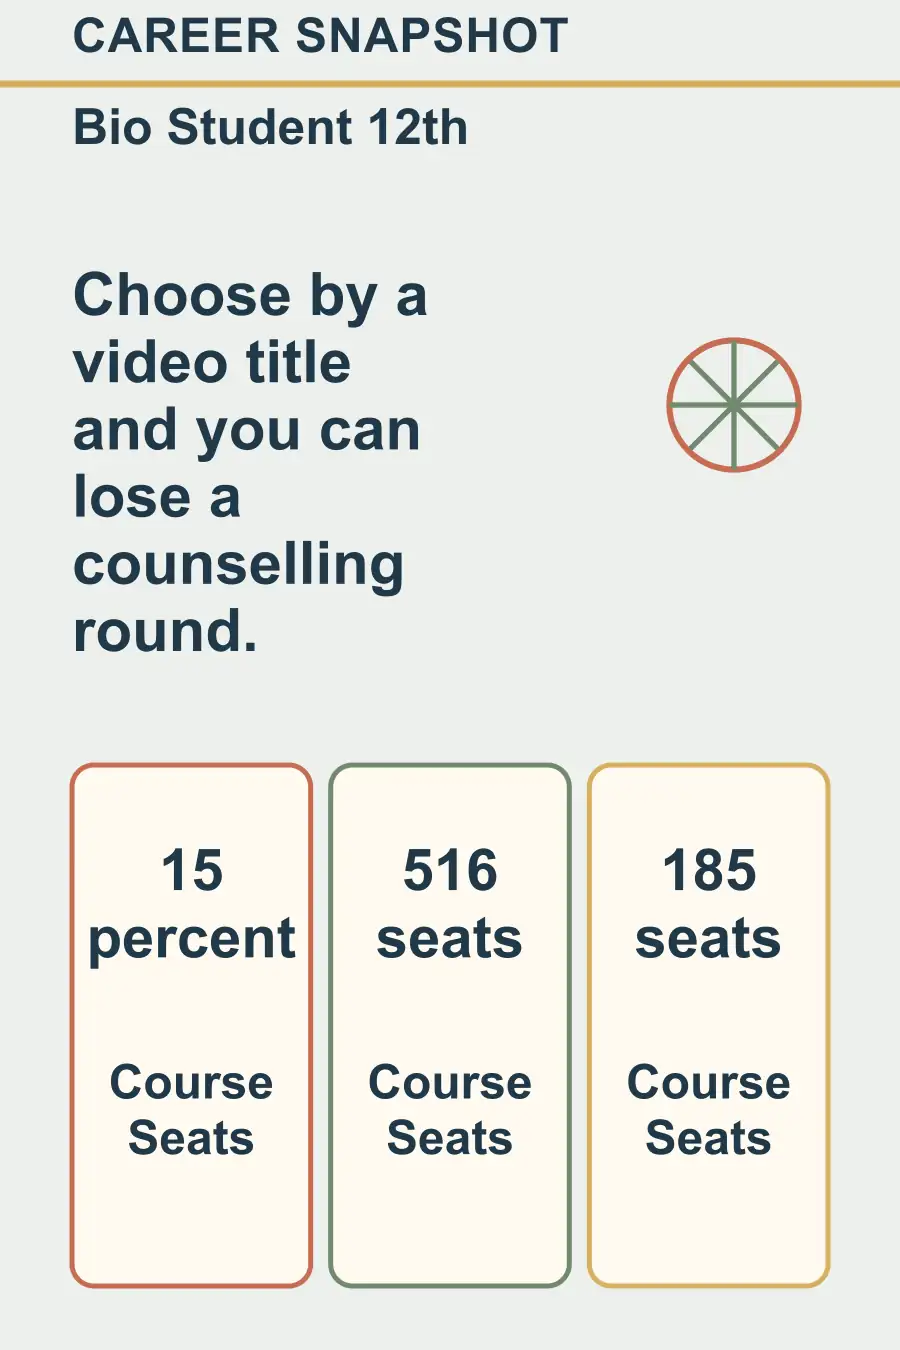 CAREER SNAPSHOT
Bio Student 12th
Choose by a
video title
and you can
lose a
counselling
round.
15
percent
Course
Seats
516
seats
Course
Seats
185
seats
Course
Seats